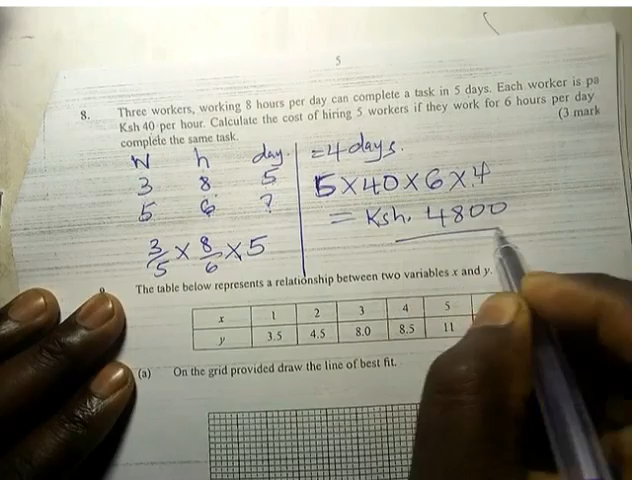 5
8. Three workers, working 8 hours per day can complete a task in 5 days. Each worker is pa
Ksh 40 per hour. Calculate the cost of hiring 5 workers if they work for 6 hours per day
complete the same task. (3 mark
W h day
3 8 5
5 6 ?
3/5 × 8/6 × 5
= 4 days.
5 × 40 × 6 × 4
= Ksh. 4800
9. The table below represents a relationship between two variables x and y.
x 1 2 3 4 5
y 3.5 4.5 8.0 8.5 11
(a) On the grid provided draw the line of best fit.